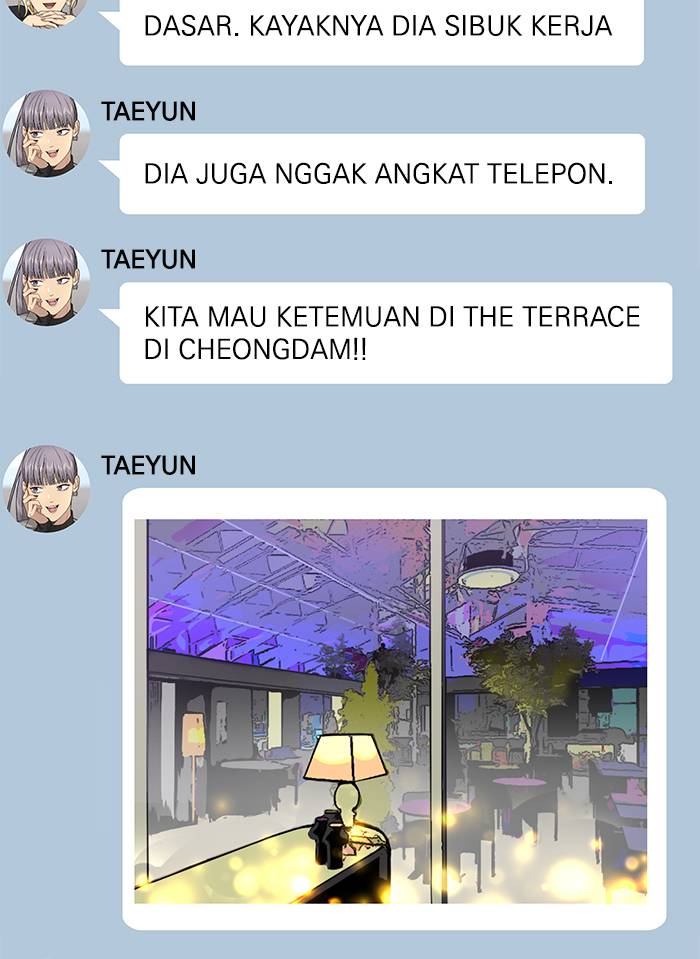 DASAR. KAYAKNYA DIA SIBUK KERJA
TAEYUN
DIA JUGA NGGAK ANGKAT TELEPON.
TAEYUN
KITA MAU KETEMUAN DI THE TERRACE
DI CHEONGDAM!!
TAEYUN